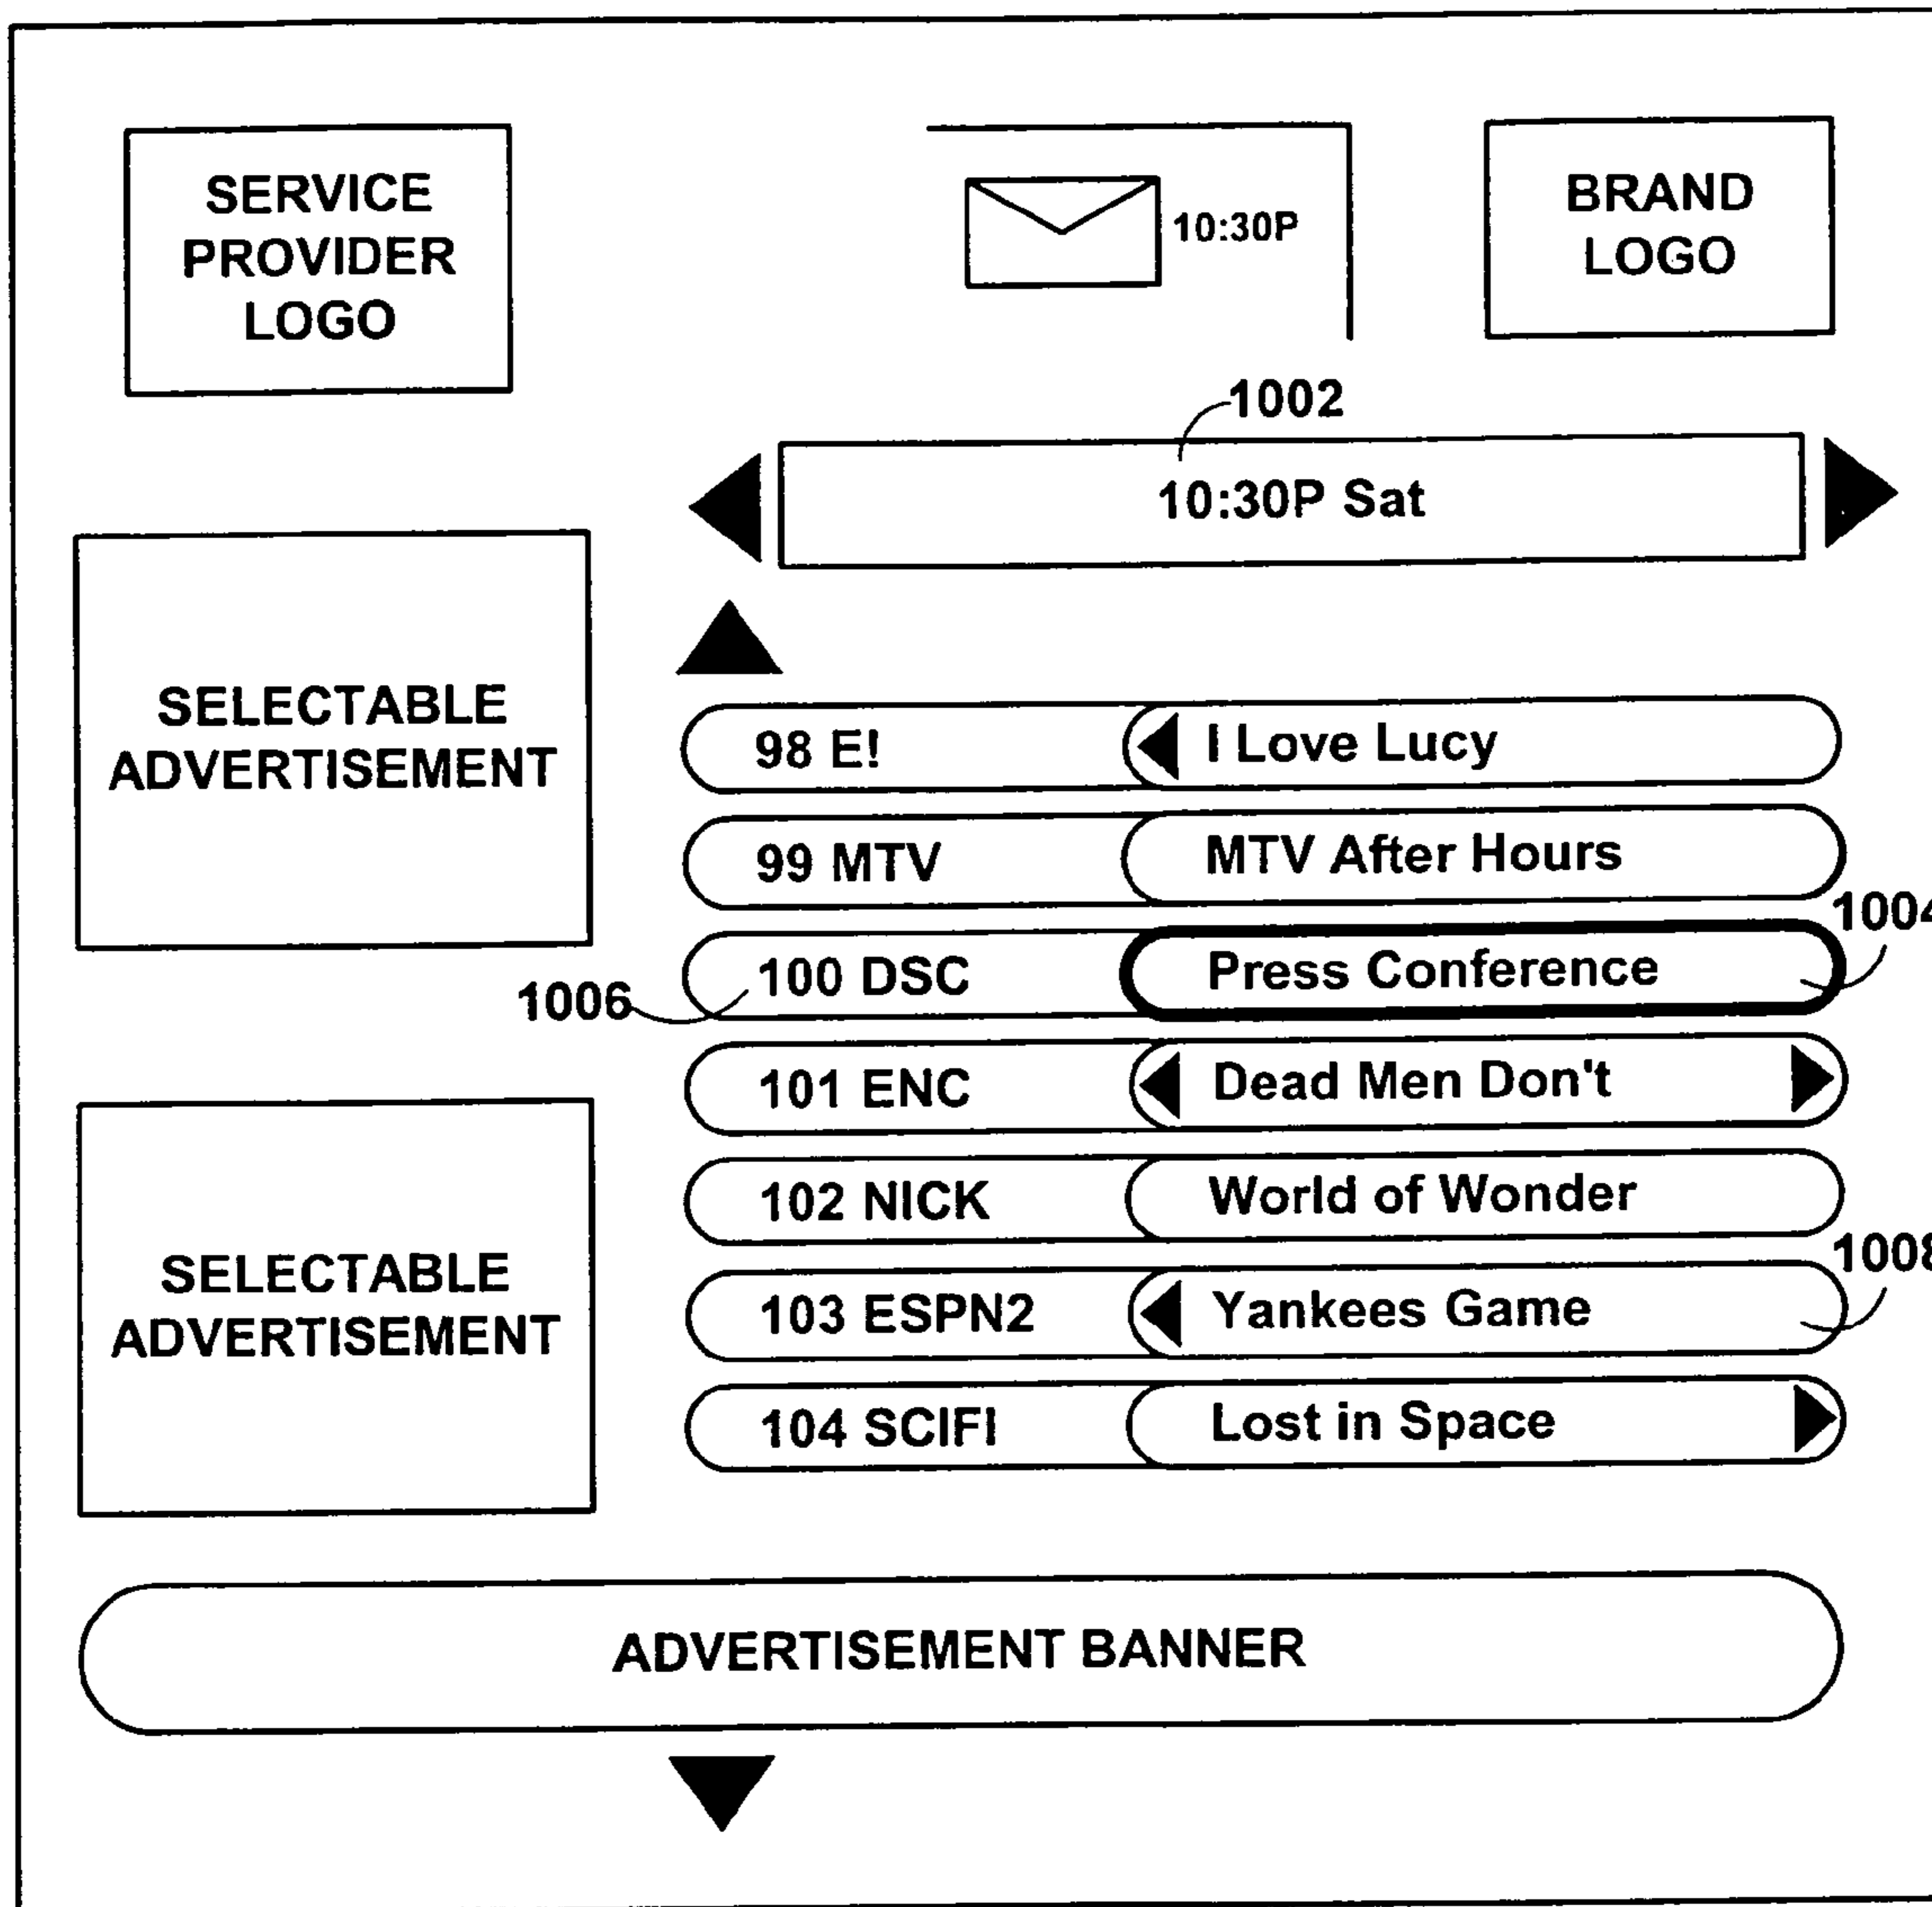 SERVICE
PROVIDER
LOGO
10:30P
BRAND
LOGO
1002
10:30P Sat
SELECTABLE
ADVERTISEMENT
98 E! I Love Lucy
99 MTV MTV After Hours
1004
100 DSC Press Conference
1006
101 ENC Dead Men Don't
102 NICK World of Wonder
1008
103 ESPN2 Yankees Game
104 SCIFI Lost in Space
SELECTABLE
ADVERTISEMENT
ADVERTISEMENT BANNER